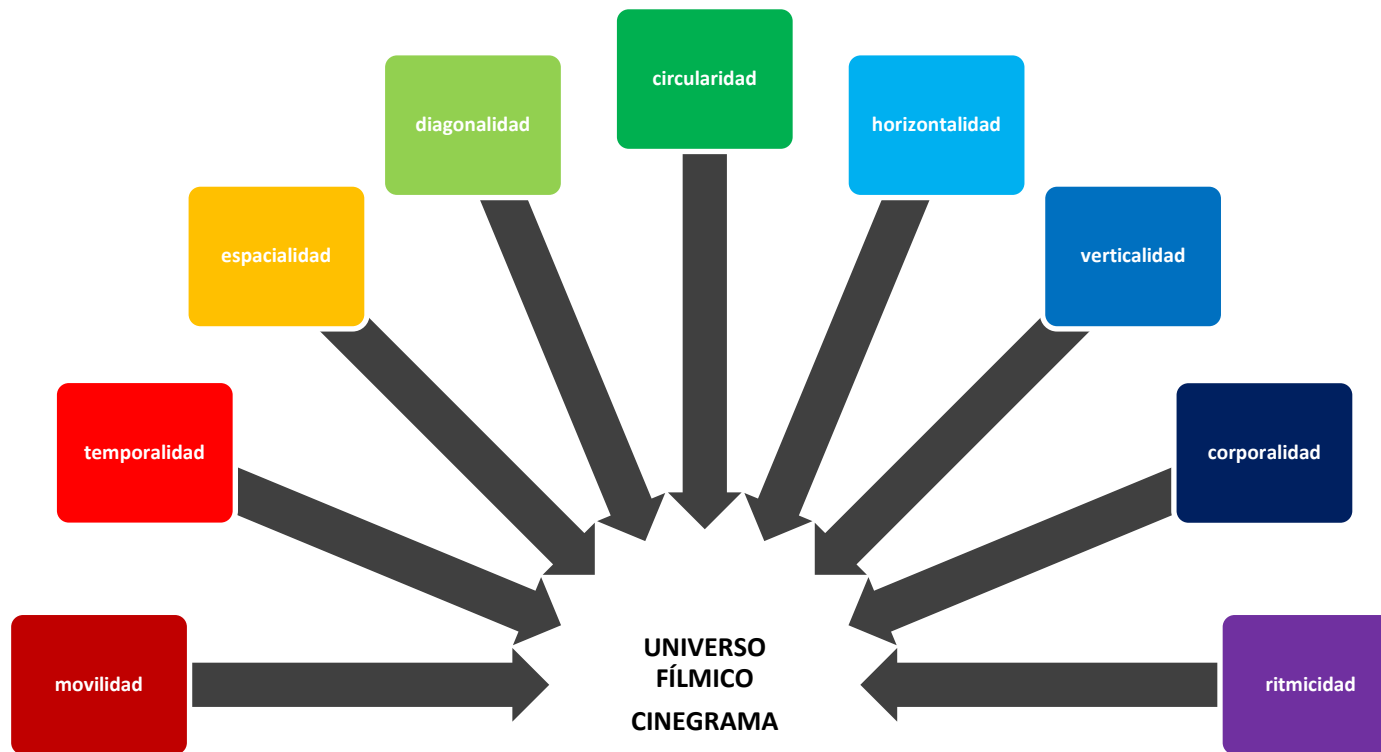 circularidad
diagonalidad
horizontalidad
espacialidad
verticalidad
temporalidad
corporalidad
movilidad
UNIVERSO
FÍLMICO
CINEGRAMA
ritmicidad